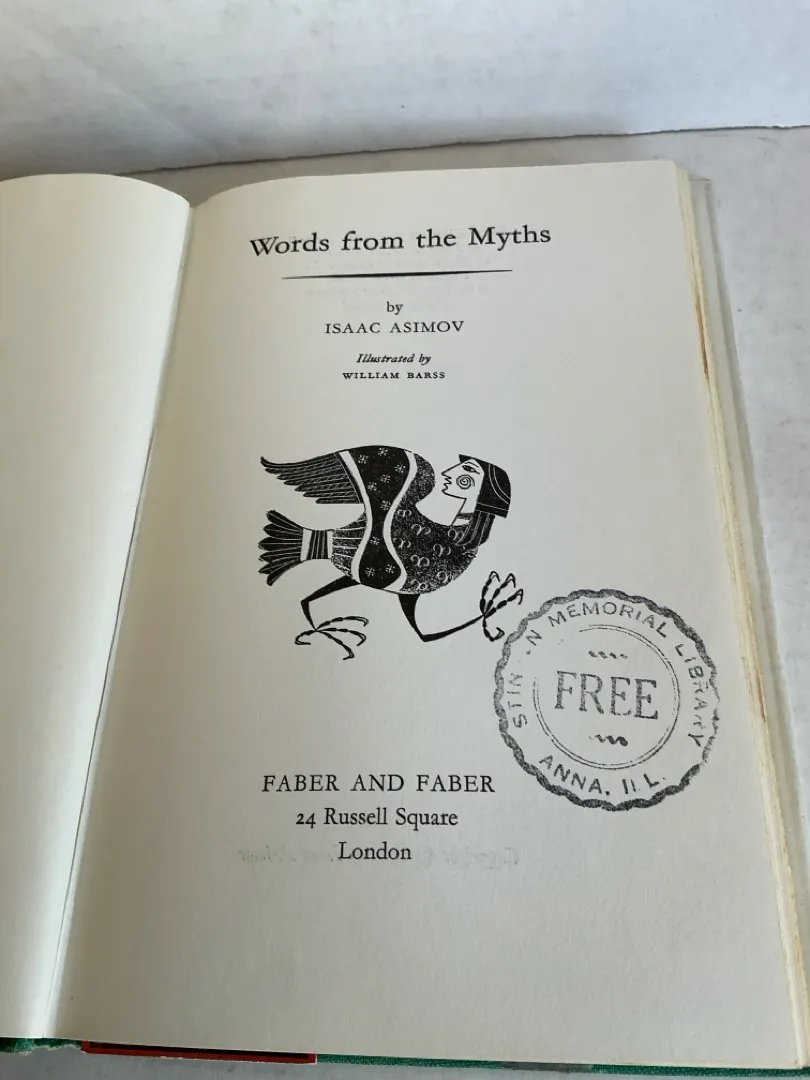 Words from the Myths
by
ISAAC ASIMOV
Illustrated by
WILLIAM BARSS
MEMORIAL LIBRARY
FREE
ANNA, ILL.
FABER AND FABER
24 Russell Square
London